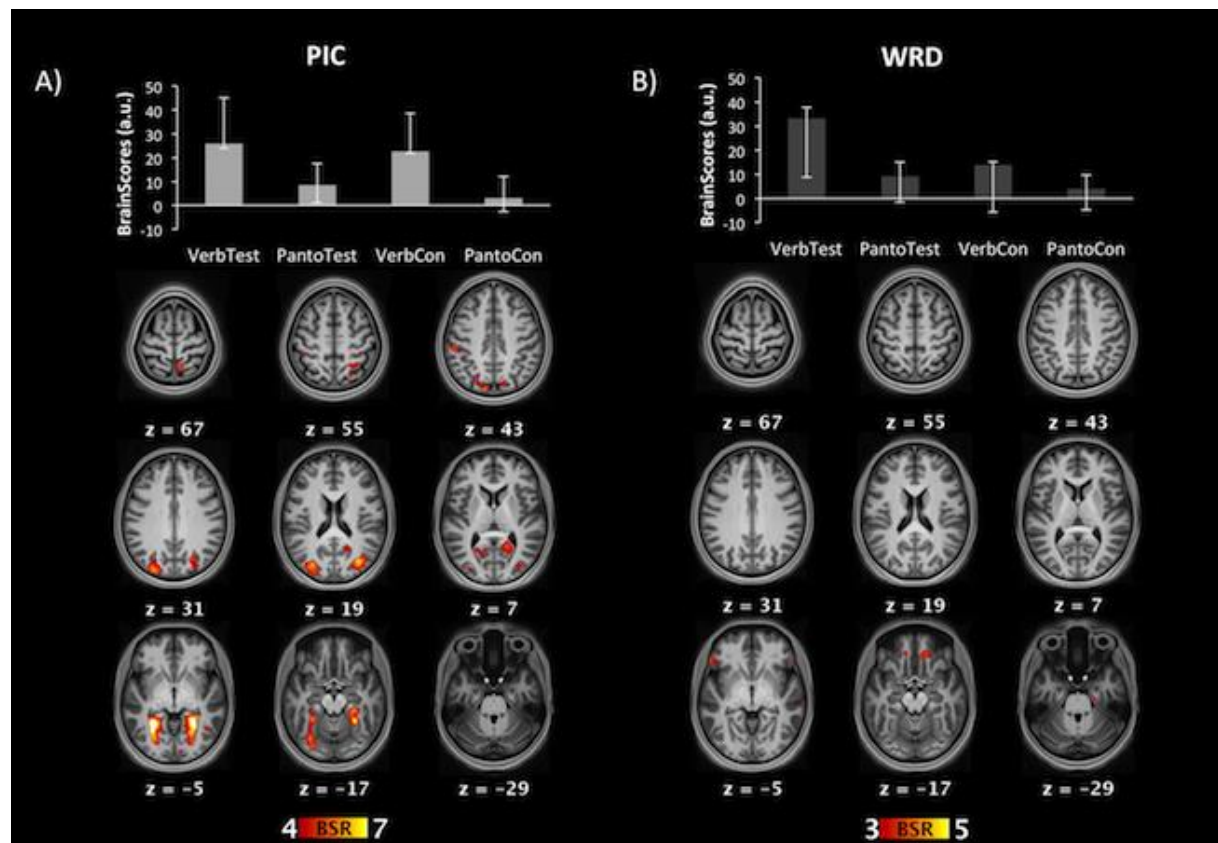 A)
PIC
BrainScores (a.u.)
50
40
30
20
10
0
-10
VerbTest PantoTest VerbCon PantoCon
z = 67 z = 55 z = 43
z = 31 z = 19 z = 7
z = -5 z = -17 z = -29
4 BSR 7
B)
WRD
BrainScores (a.u.)
50
40
30
20
10
0
-10
VerbTest PantoTest VerbCon PantoCon
z = 67 z = 55 z = 43
z = 31 z = 19 z = 7
z = -5 z = -17 z = -29
3 BSR 5